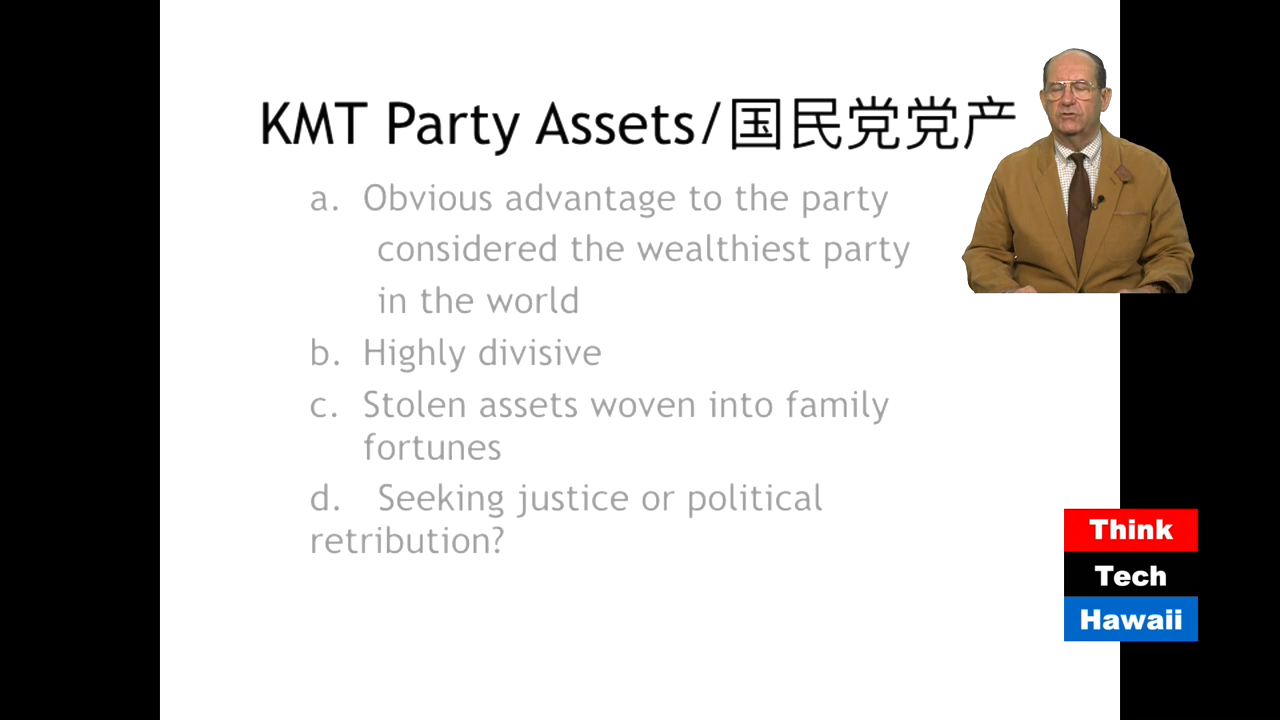 KMT Party Assets/国民党党产
a. Obvious advantage to the party
considered the wealthiest party
in the world
b. Highly divisive
c. Stolen assets woven into family
fortunes
d. Seeking justice or political
retribution?
Think
Tech
Hawaii